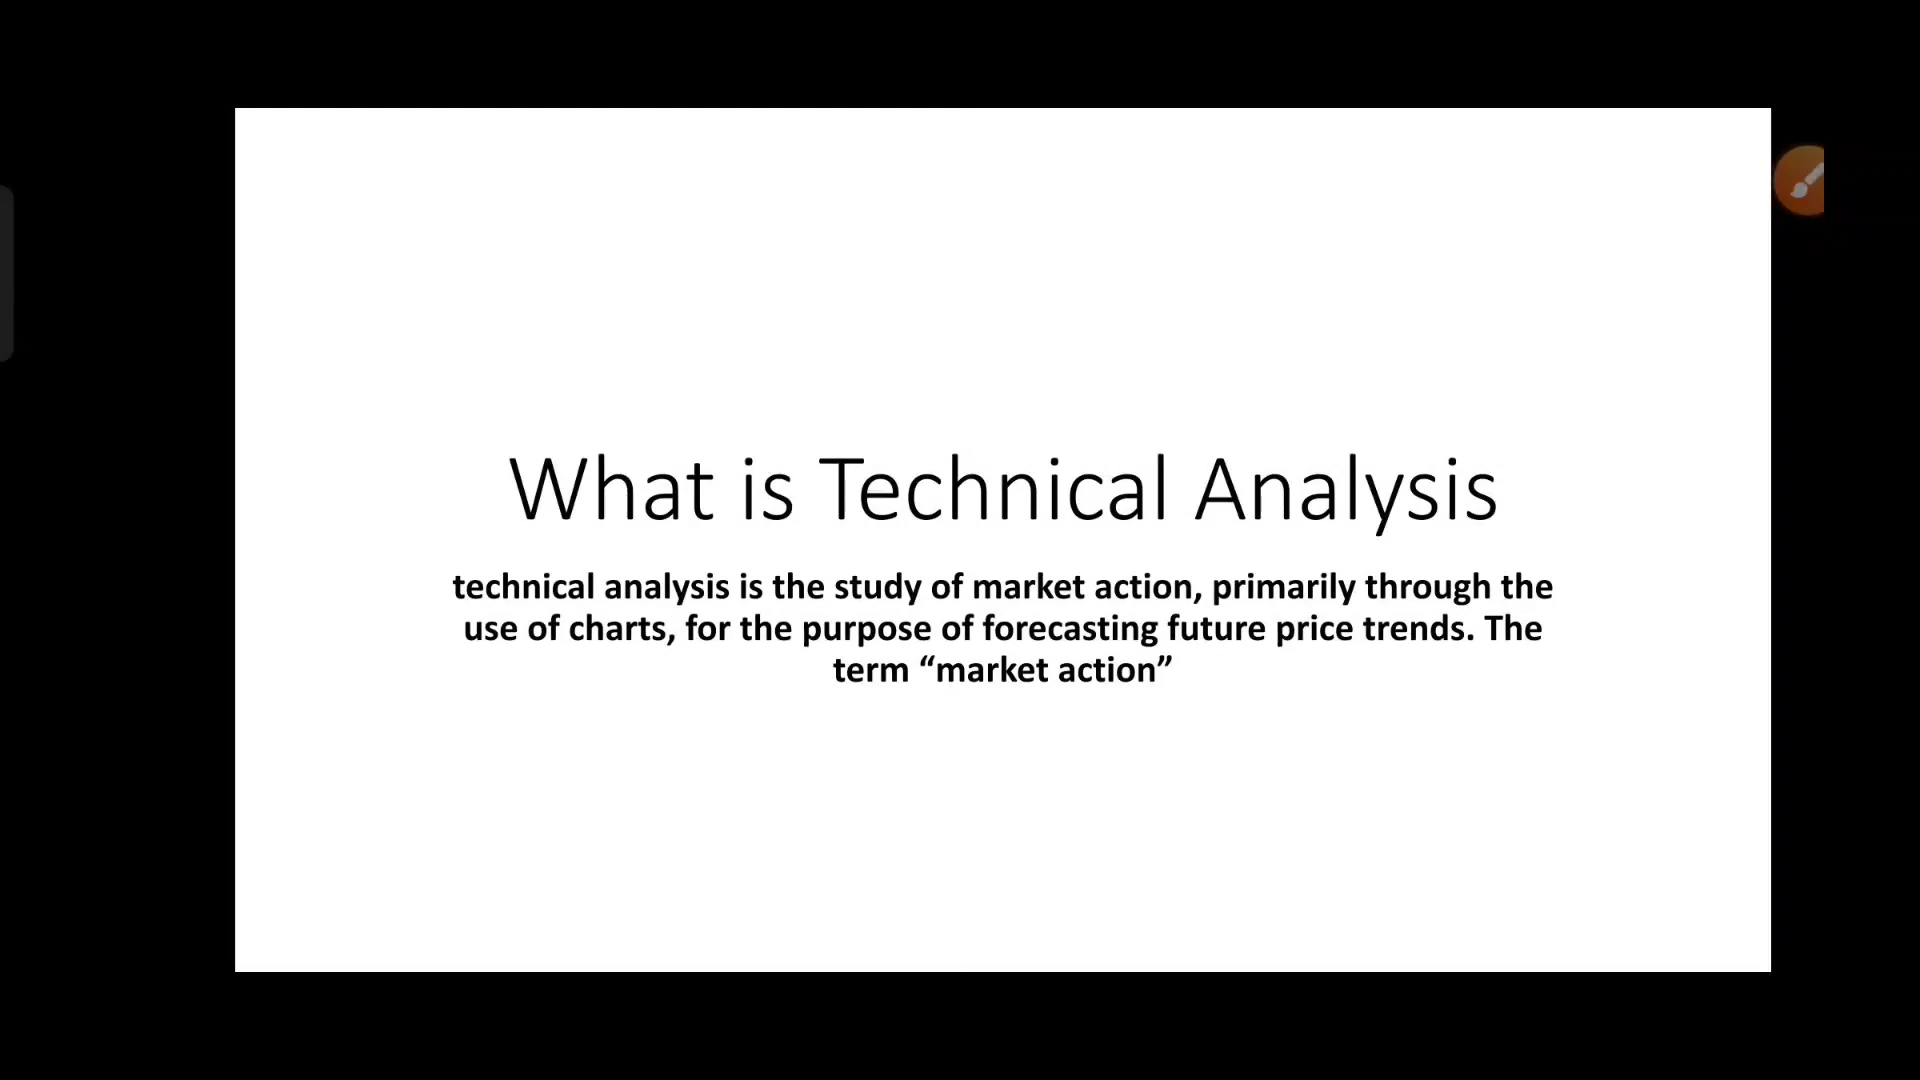 What is Technical Analysis
technical analysis is the study of market action, primarily through the
use of charts, for the purpose of forecasting future price trends. The
term “market action”